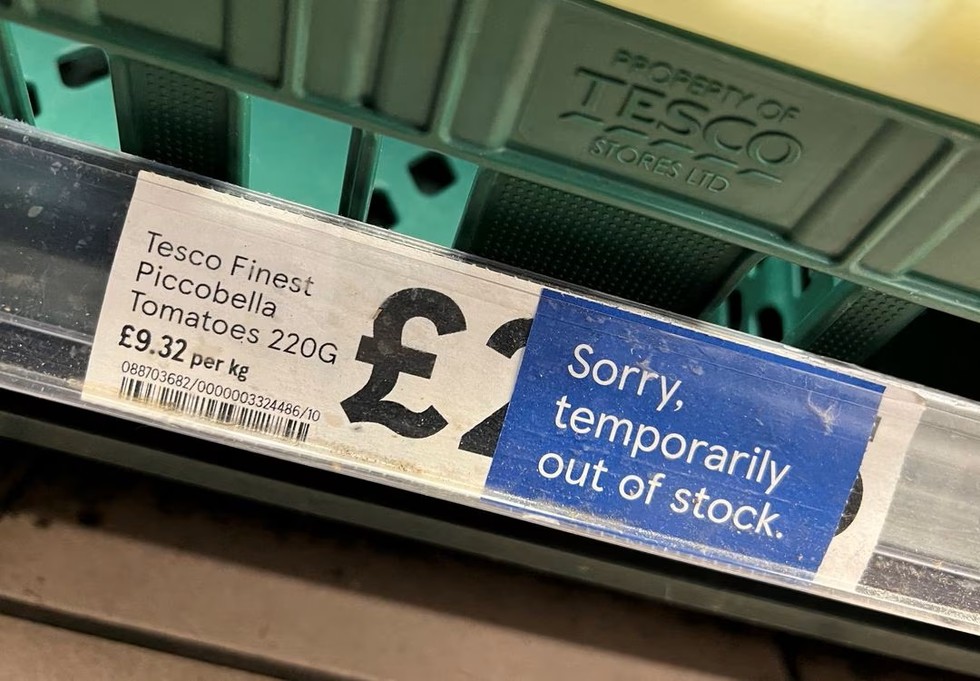 PROPERTY OF
TESCO
STORES LTD
Tesco Finest
Piccobella
Tomatoes 220G
£9.32 per kg
088703682/0000003324486/10
£2
Sorry,
temporarily
out of stock.